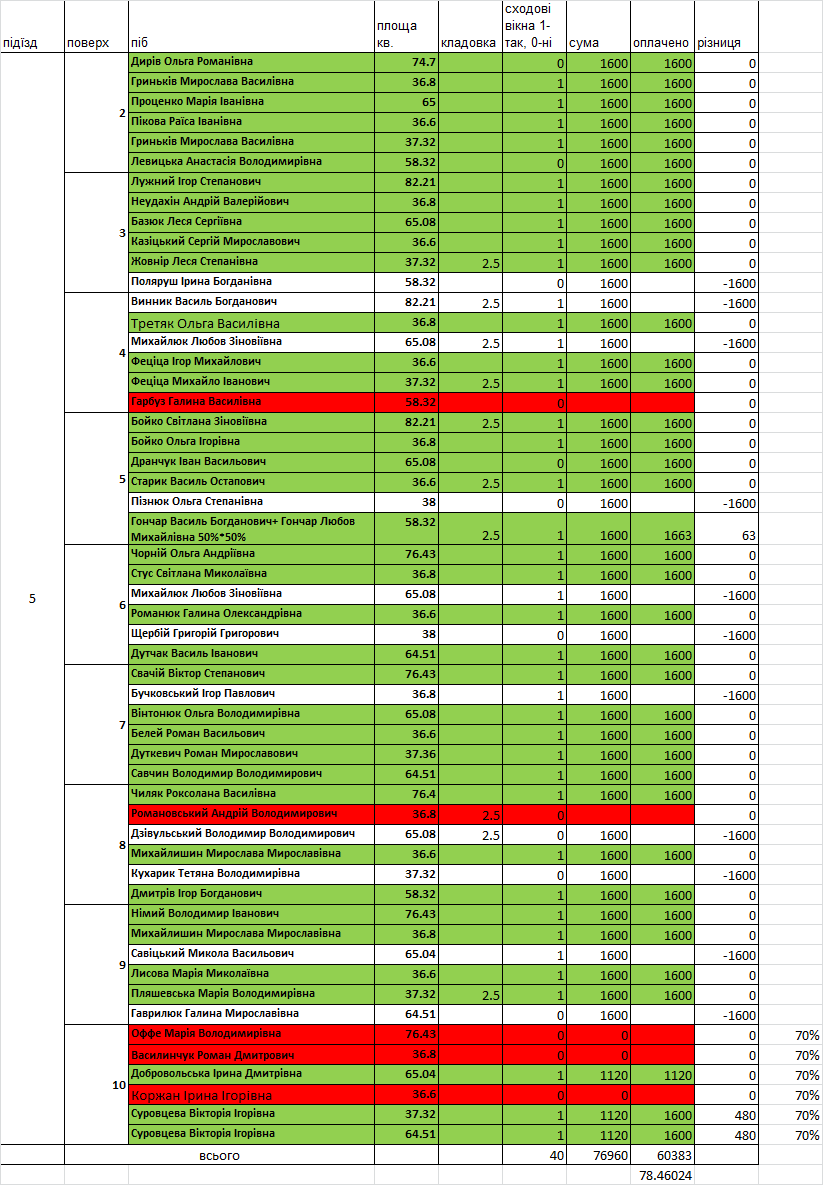 підїзд поверх піб площа кв. кладовка сходові вікна 1-так, 0-ні сума оплачено різниця
5
2
Дирів Ольга Романівна 74.7 0 1600 1600 0
Гриньків Мирослава Василівна 36.8 1 1600 1600 0
Проценко Марія Іванівна 65 1 1600 1600 0
Пікова Раїса Іванівна 36.6 1 1600 1600 0
Гриньків Мирослава Василівна 37.32 1 1600 1600 0
Левицька Анастасія Володимирівна 58.32 0 1600 1600 0
3
Лужний Ігор Степанович 82.21 1 1600 1600 0
Неудахін Андрій Валерійович 36.8 1 1600 1600 0
Базюк Леся Сергіївна 65.08 1 1600 1600 0
Казіцький Сергій Мирославович 36.6 1 1600 1600 0
Жовнір Леся Степанівна 37.32 2.5 1 1600 1600 0
Поляруш Ірина Богданівна 58.32 0 1600 -1600
4
Винник Василь Богданович 82.21 2.5 1 1600 -1600
Третяк Ольга Василівна 36.8 1 1600 1600 0
Михайлюк Любов Зіновіївна 65.08 2.5 1 1600 -1600
Феціца Ігор Михайлович 36.6 1 1600 1600 0
Феціца Михайло Іванович 37.32 2.5 1 1600 1600 0
Гарбуз Галина Василівна 58.32 0 0
5
Бойко Світлана Зіновіївна 82.21 2.5 1 1600 1600 0
Бойко Ольга Ігорівна 36.8 1 1600 1600 0
Дранчук Іван Васильович 65.08 0 1600 1600 0
Старик Василь Остапович 36.6 2.5 1 1600 1600 0
Пізнюк Ольга Степанівна 38 0 1600 -1600
Гончар Василь Богданович+ Гончар Любов
Михайлівна 50%*50% 58.32 2.5 1 1600 1663 63
6
Чорній Ольга Андріївна 76.43 1 1600 1600 0
Стус Світлана Миколаївна 36.8 1 1600 1600 0
Михайлюк Любов Зіновіївна 65.08 1 1600 -1600
Романюк Галина Олександрівна 36.6 1 1600 1600 0
Щербій Григорій Григорович 38 0 1600 -1600
Дутчак Василь Іванович 64.51 1 1600 1600 0
7
Свачій Віктор Степанович 76.43 1 1600 1600 0
Бучковський Ігор Павлович 36.8 1 1600 -1600
Вінтонюк Ольга Володимирівна 65.08 1 1600 1600 0
Белей Роман Васильович 36.6 1 1600 1600 0
Дуткевич Роман Мирославович 37.36 1 1600 1600 0
Савчин Володимир Володимирович 64.51 1 1600 1600 0
8
Чиляк Роксолана Василівна 76.4 1 1600 1600 0
Романовський Андрій Володимирович 36.8 2.5 0 0
Дзівульський Володимир Володимирович 65.08 2.5 0 1600 -1600
Михайлишин Мирослава Мирославівна 36.6 1 1600 1600 0
Кухарик Тетяна Володимирівна 37.32 0 1600 -1600
Дмитрів Ігор Богданович 58.32 1 1600 1600 0
9
Німий Володимир Іванович 76.43 1 1600 1600 0
Михайлишин Мирослава Мирославівна 36.8 1 1600 1600 0
Савіцький Микола Васильович 65.04 1 1600 -1600
Лисова Марія Миколаївна 36.6 1 1600 1600 0
Пляшевська Марія Володимирівна 37.32 2.5 1 1600 1600 0
Гаврилюк Галина Мирославівна 64.51 0 1600 -1600
10
Оффе Марія Володимирівна 76.43 0 0 0 70%
Василинчук Роман Дмитрович 36.8 0 0 0 70%
Добровольська Ірина Дмитрівна 65.04 1 1120 1120 0 70%
Коржан Ірина Ігорівна 36.6 0 0 0 70%
Суровцева Вікторія Ігорівна 37.32 1 1120 1600 480 70%
Суровцева Вікторія Ігорівна 64.51 1 1120 1600 480 70%
всього 40 76960 60383
78.46024